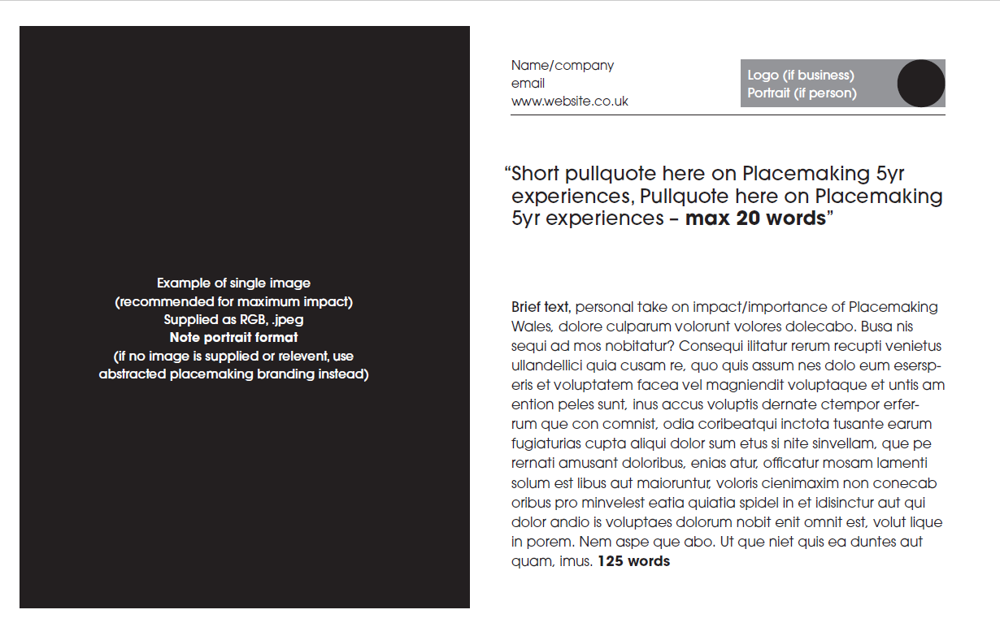 Example of single image
(recommended for maximum impact)
Supplied as RGB, .jpeg
Note portrait format
(if no image is supplied or relevent, use
abstracted placemaking branding instead)
Name/company
email
www.website.co.uk
Logo (if business)
Portrait (if person)
“Short pullquote here on Placemaking 5yr
experiences, Pullquote here on Placemaking
5yr experiences – max 20 words”
Brief text, personal take on impact/importance of Placemaking
Wales, dolore culparum volorunt volores dolecabo. Busa nis
sequi ad mos nobitatur? Consequi ilitatur rerum recupti venietus
ullandellici quia cusam re, quo quis assum nes dolo eum esersp-
eris et voluptatem facea vel magniendit voluptaque et untis am
ention peles sunt, inus accus voluptis dernate ctempor erfer-
rum que con comnist, odia coribeatqui inctota tusante earum
fugiaturias cupta aliqui dolor sum etus si nite sinvellam, que pe
rernati amusant doloribus, enias atur, officatur mosam lamenti
solum est libus aut maioruntur, voloris cienimaxim non conecab
oribus pro minvelest eatia quiatia spidel in et idisinctur aut qui
dolor andio is voluptaes dolorum nobit enit omnit est, volut lique
in porem. Nem aspe que abo. Ut que niet quis ea duntes aut
quam, imus. 125 words